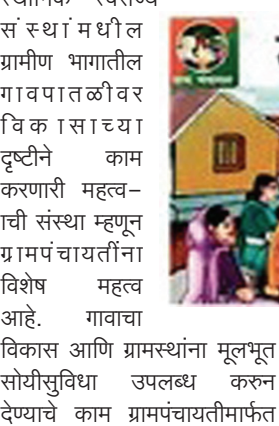 संस्थांमधील
ग्रामीण भागातील
गावपातळीवर
विकासाच्या
दृष्टीने काम
करणारी महत्व–
ाची संस्था म्हणून
ग्रामपंचायतींना
विशेष महत्व
आहे. गावाचा
विकास आणि ग्रामस्थांना मूलभूत
सोयीसुविधा उपलब्ध करुन
देण्याचे काम ग्रामपंचायतीमार्फत